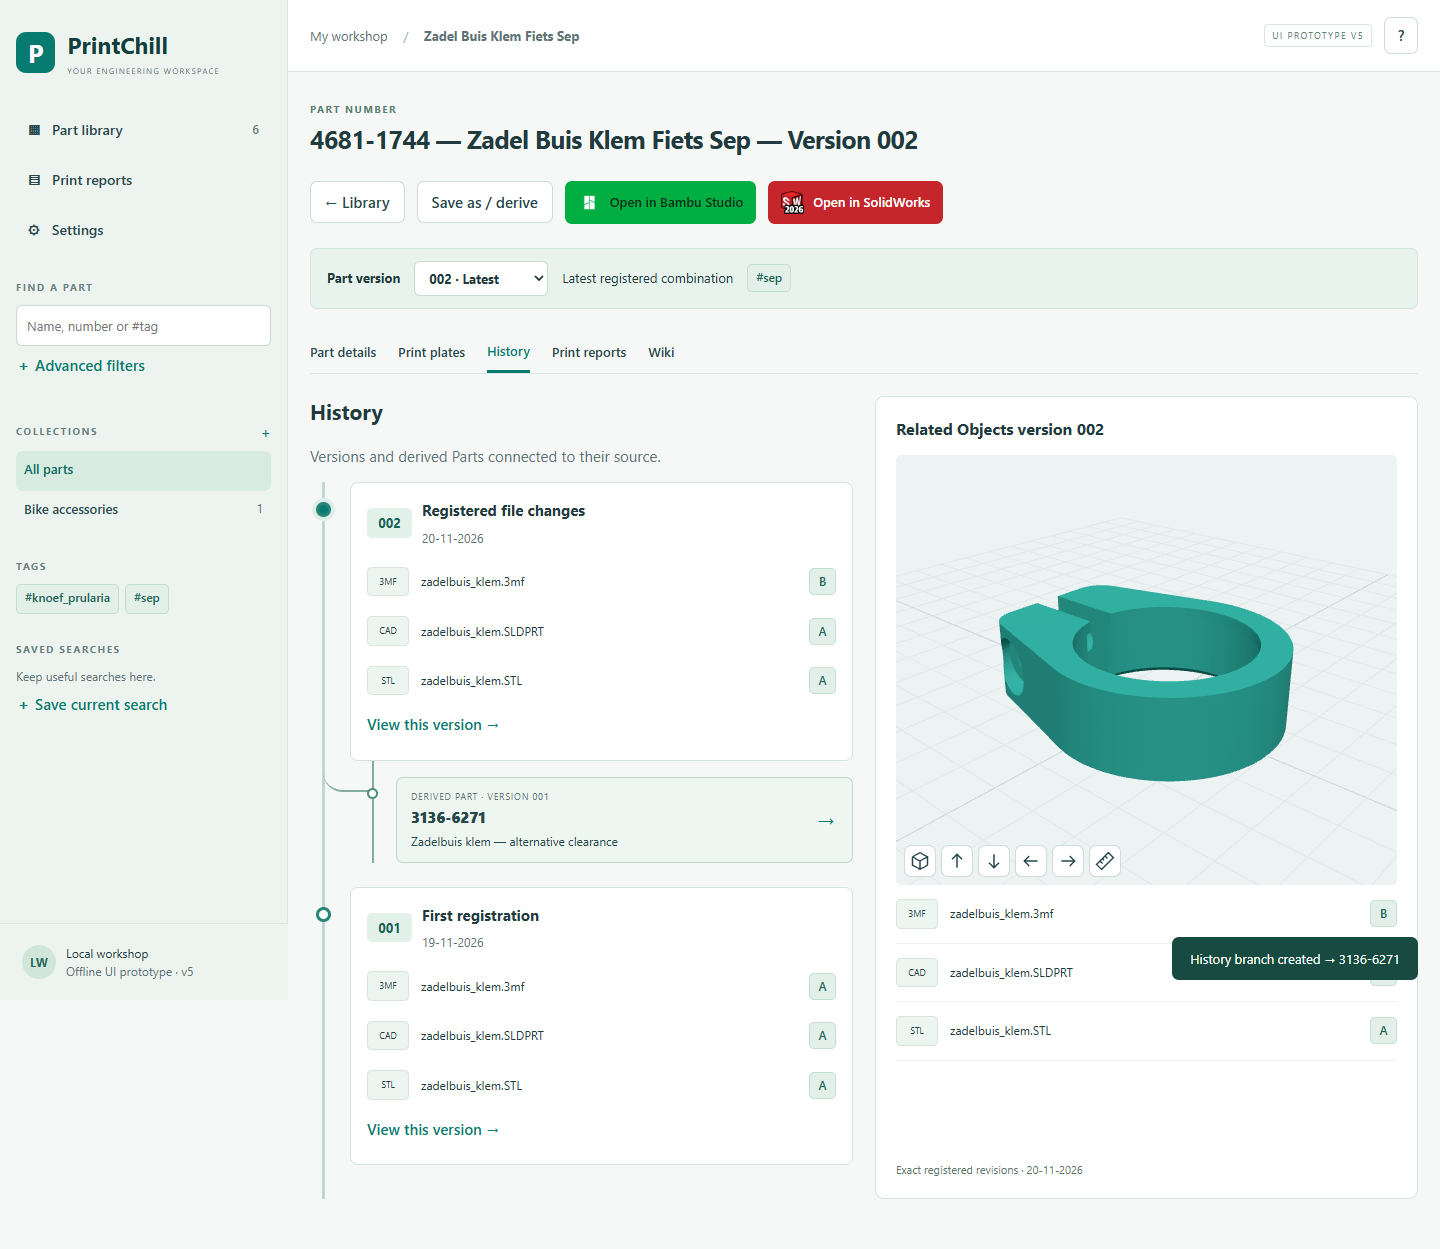 P
PrintChill
YOUR ENGINEERING WORKSPACE
Part library 6
Print reports
Settings
FIND A PART
Name, number or #tag
+ Advanced filters
COLLECTIONS +
All parts
Bike accessories 1
TAGS
#knoef_prularia #sep
SAVED SEARCHES
Keep useful searches here.
+ Save current search
LW
Local workshop
Offline UI prototype · v5
My workshop / Zadel Buis Klem Fiets Sep
UI PROTOTYPE V5 ?
PART NUMBER
4681-1744 — Zadel Buis Klem Fiets Sep — Version 002
← Library Save as / derive Open in Bambu Studio SW 2026 Open in SolidWorks
Part version 002 · Latest Latest registered combination #sep
Part details Print plates History Print reports Wiki
History
Versions and derived Parts connected to their source.
002
Registered file changes
20-11-2026
3MF zadelbuis_klem.3mf B
CAD zadelbuis_klem.SLDPRT A
STL zadelbuis_klem.STL A
View this version →
DERIVED PART · VERSION 001
3136-6271
Zadelbuis klem — alternative clearance
→
001
First registration
19-11-2026
3MF zadelbuis_klem.3mf A
CAD zadelbuis_klem.SLDPRT A
STL zadelbuis_klem.STL A
View this version →
Related Objects version 002
3MF zadelbuis_klem.3mf B
CAD zadelbuis_klem.SLDPRT
History branch created → 3136-6271
STL zadelbuis_klem.STL A
Exact registered revisions · 20-11-2026